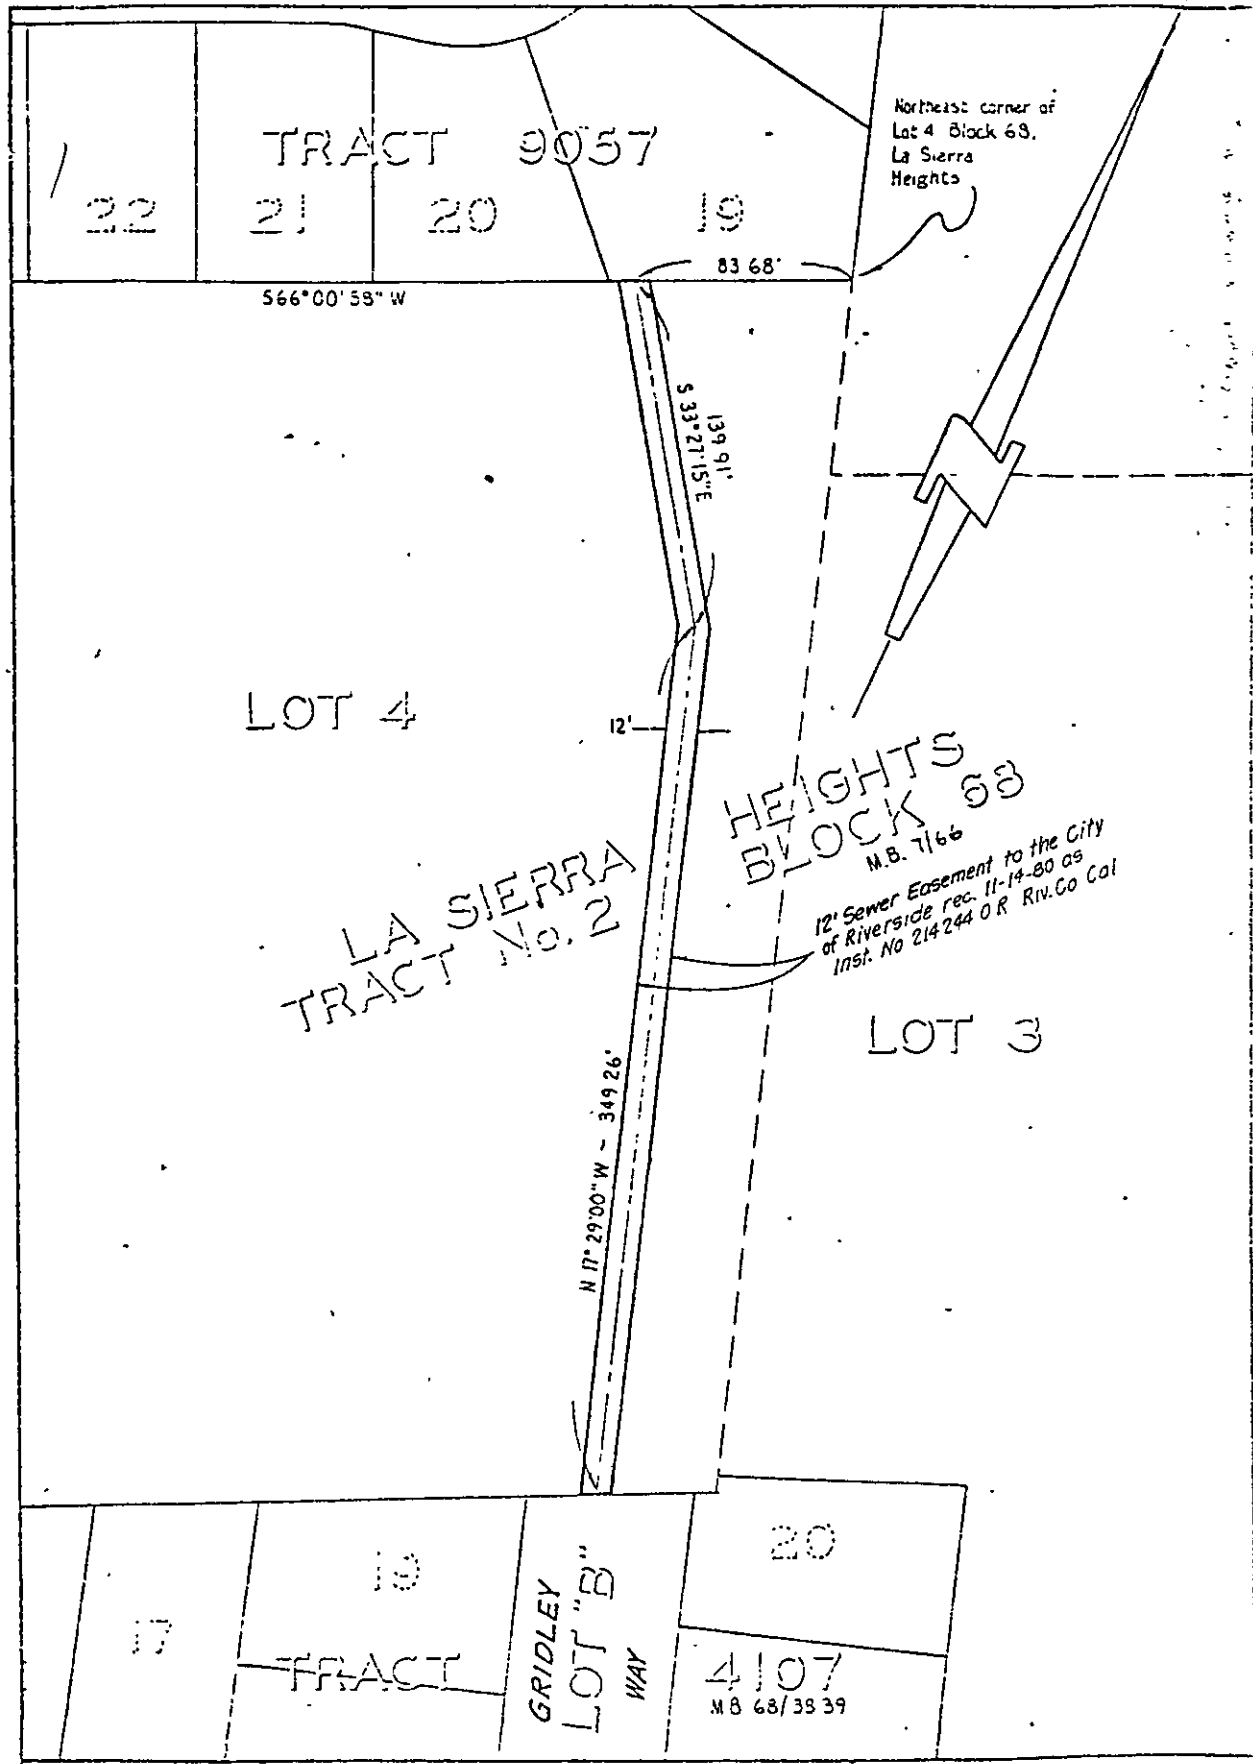 Northeast corner of
Lot 4 Block 68.
La Sierra
Heights
TRACT 9057
22 21 20 19
83 68'
S66°00'38" W
139 91'
S 33°27'15"E
LOT 4
12'
HEIGHTS
BLOCK 68
M.B. 7/66
LA SIERRA
TRACT No. 2
12' Sewer Easement to the City
of Riverside rec. 11-14-80 as
Inst. No 214244 O R Riv. Co Cal
LOT 3
N 17° 29'00" W ~ 349 26'
17
19
20
GRIDLEY
LOT "B"
WAY
TRACT 4107
M B 68/38 39